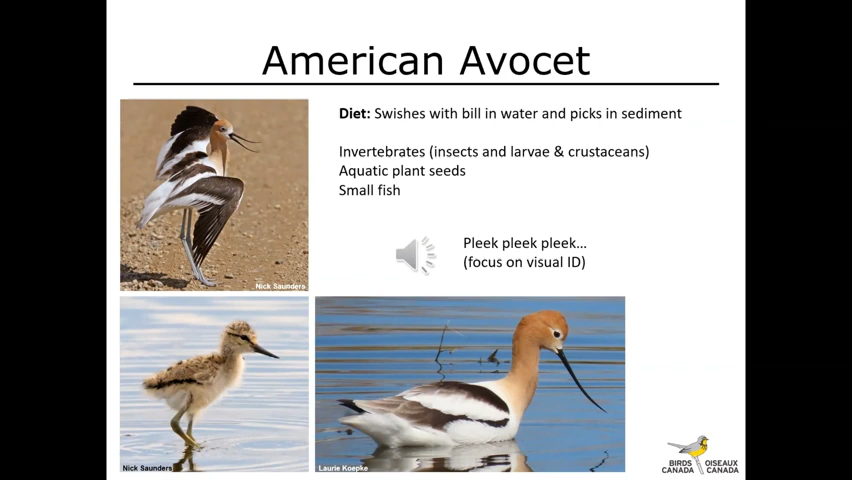 American Avocet
Diet: Swishes with bill in water and picks in sediment
Invertebrates (insects and larvae & crustaceans)
Aquatic plant seeds
Small fish
Pleek pleek pleek…
(focus on visual ID)
Nick Saunders
Nick Saunders
Laurie Koepke
BIRDS CANADA
OISEAUX CANADA